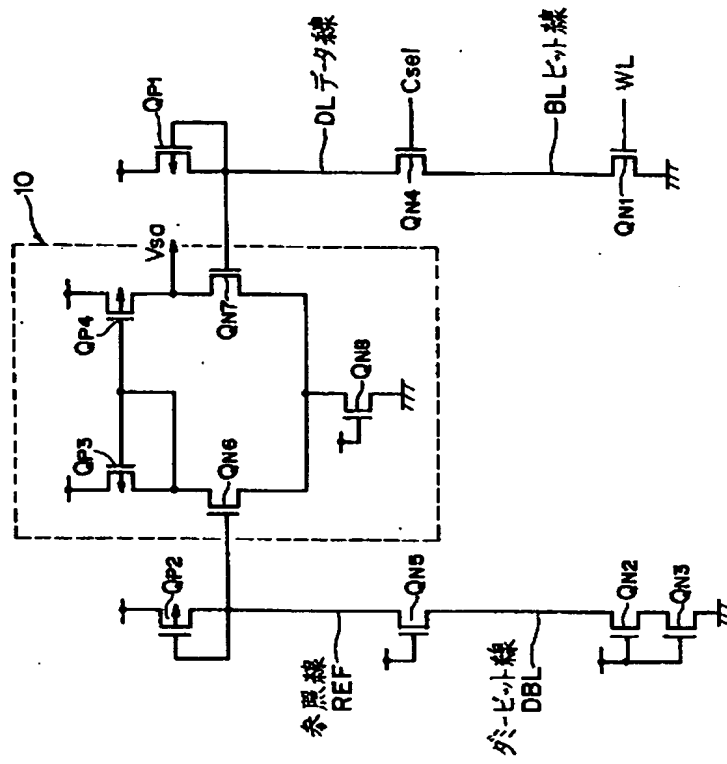 10
QP1
QP4
QP3
QP2
Vsa
DLデータ線
QN7
QN6
Csel
QN4
QN8
参照線
REF
QN5
BLビット線
ダミービット線
DBL
QN2
QN3
WL
QN1